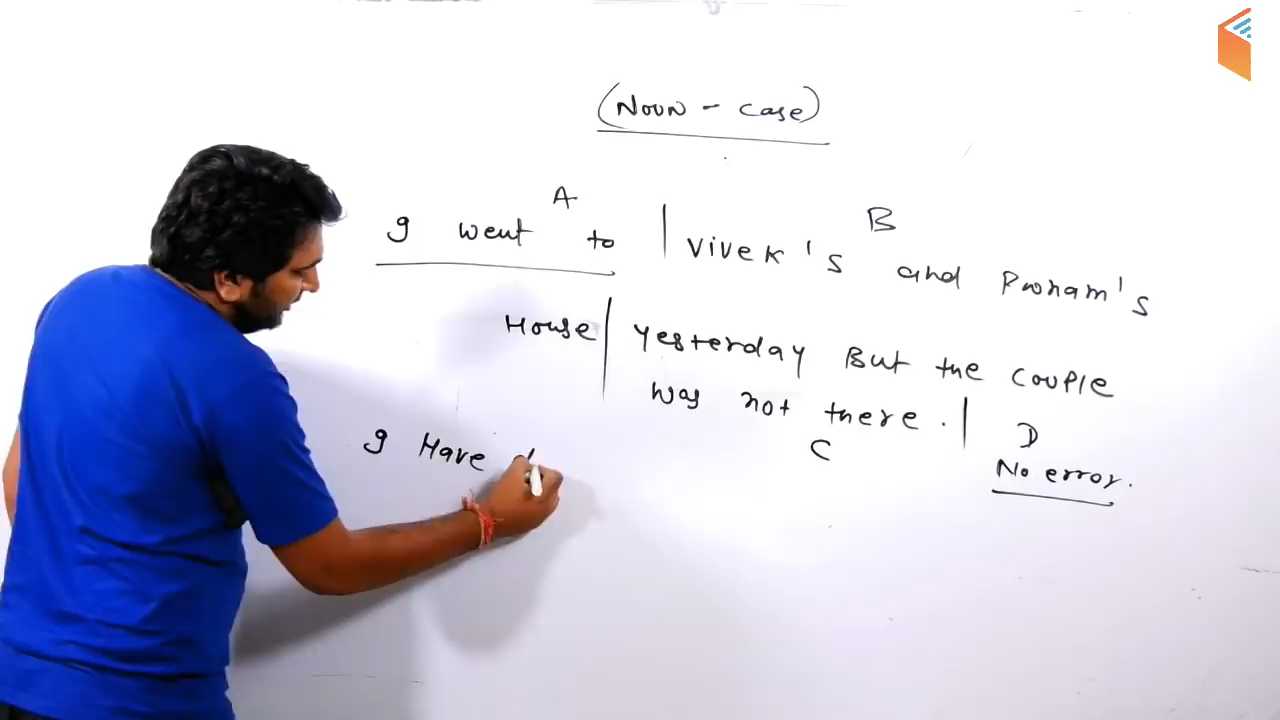 (Noun - case)
A
B
I went to | Vivek's and Poonam's
House | Yesterday But the couple
was not there. |
C
D
No error.
I Have